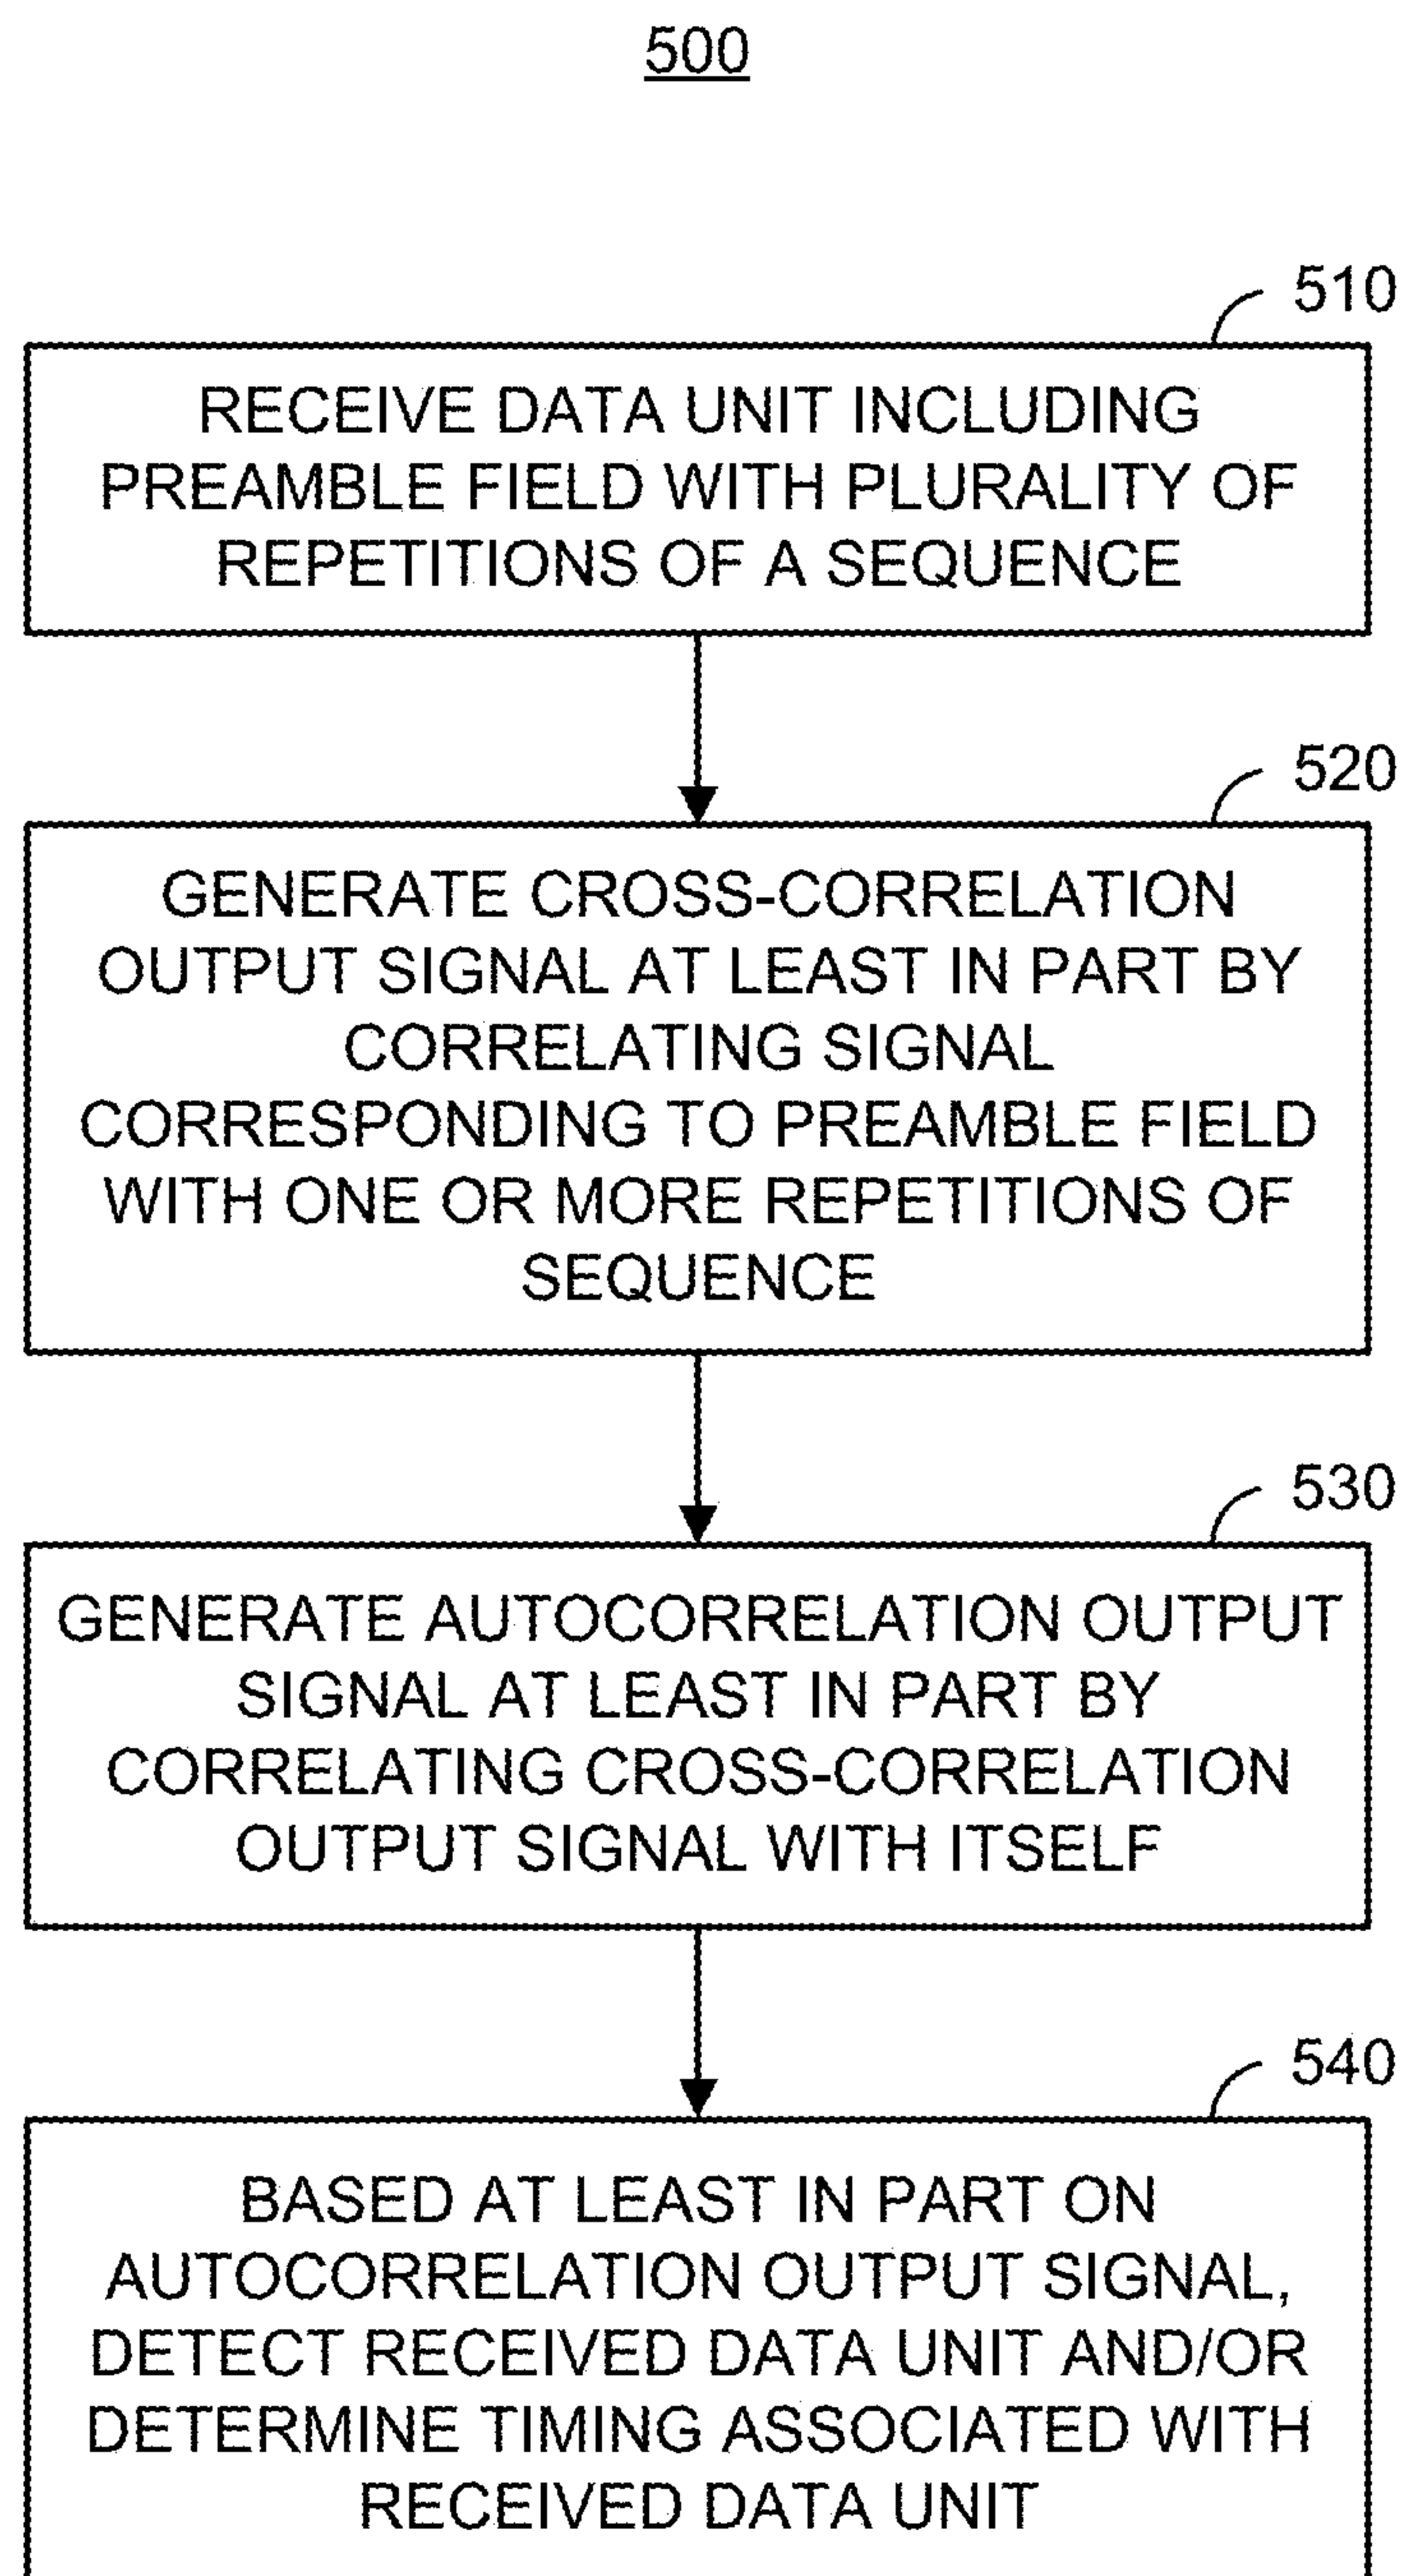 500
510
RECEIVE DATA UNIT INCLUDING
PREAMBLE FIELD WITH PLURALITY OF
REPETITIONS OF A SEQUENCE
520
GENERATE CROSS-CORRELATION
OUTPUT SIGNAL AT LEAST IN PART BY
CORRELATING SIGNAL
CORRESPONDING TO PREAMBLE FIELD
WITH ONE OR MORE REPETITIONS OF
SEQUENCE
530
GENERATE AUTOCORRELATION OUTPUT
SIGNAL AT LEAST IN PART BY
CORRELATING CROSS-CORRELATION
OUTPUT SIGNAL WITH ITSELF
540
BASED AT LEAST IN PART ON
AUTOCORRELATION OUTPUT SIGNAL,
DETECT RECEIVED DATA UNIT AND/OR
DETERMINE TIMING ASSOCIATED WITH
RECEIVED DATA UNIT